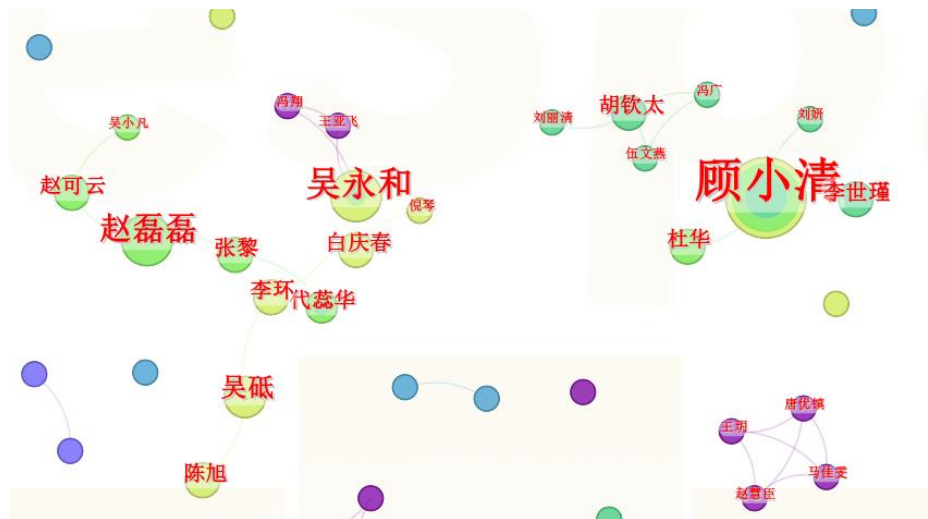 冯翔
王亚飞
吴小凡
刘丽清
胡钦太
冯广
刘妍
伍文燕
赵可云
吴永和
倪琴
顾小清
李世瑾
赵磊磊
张黎
白庆春
杜华
李环
代蕊华
吴砥
陈旭
唐优镇
王玥
马佳雯
赵慧臣